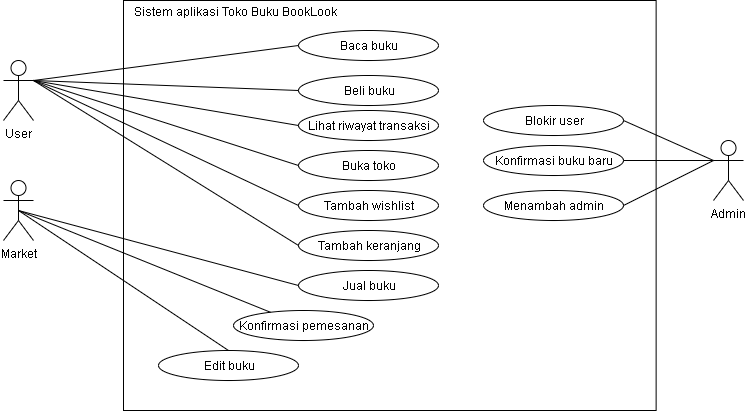 Sistem aplikasi Toko Buku BookLook
Baca buku
Beli buku
Lihat riwayat transaksi
Buka toko
Tambah wishlist
Tambah keranjang
Jual buku
Konfirmasi pemesanan
Edit buku
User
Market
Blokir user
Konfirmasi buku baru
Menambah admin
Admin